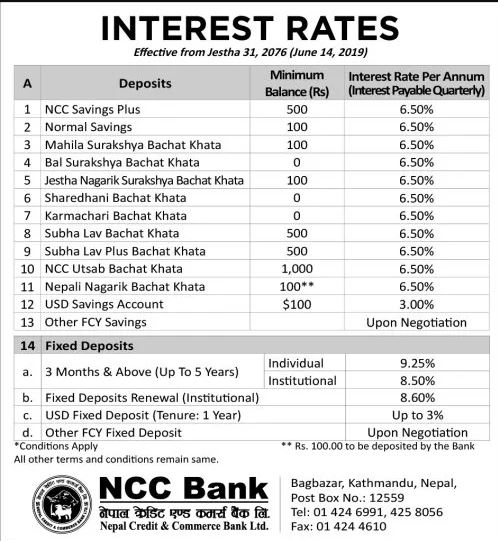 INTEREST RATES
Effective from Jestha 31, 2076 (June 14, 2019)
A Deposits Minimum Balance (Rs) Interest Rate Per Annum (Interest Payable Quarterly)
1 NCC Savings Plus 500 6.50%
2 Normal Savings 100 6.50%
3 Mahila Surakshya Bachat Khata 100 6.50%
4 Bal Surakshya Bachat Khata 0 6.50%
5 Jestha Nagarik Surakshya Bachat Khata 100 6.50%
6 Sharedhani Bachat Khata 0 6.50%
7 Karmachari Bachat Khata 0 6.50%
8 Subha Lav Bachat Khata 500 6.50%
9 Subha Lav Plus Bachat Khata 500 6.50%
10 NCC Utsab Bachat Khata 1,000 6.50%
11 Nepali Nagarik Bachat Khata 100** 6.50%
12 USD Savings Account $100 3.00%
13 Other FCY Savings Upon Negotiation
14 Fixed Deposits
a. 3 Months & Above (Up To 5 Years) Individual 9.25%
Institutional 8.50%
b. Fixed Deposits Renewal (Institutional) 8.60%
c. USD Fixed Deposit (Tenure: 1 Year) Up to 3%
d. Other FCY Fixed Deposit Upon Negotiation
*Conditions Apply ** Rs. 100.00 to be deposited by the Bank
All other terms and conditions remain same.
NCC Bank
नेपाल क्रेडिट एण्ड कमर्स बैंक लि.
Nepal Credit & Commerce Bank Ltd.
Bagbazar, Kathmandu, Nepal,
Post Box No.: 12559
Tel: 01 424 6991, 425 8056
Fax: 01 424 4610